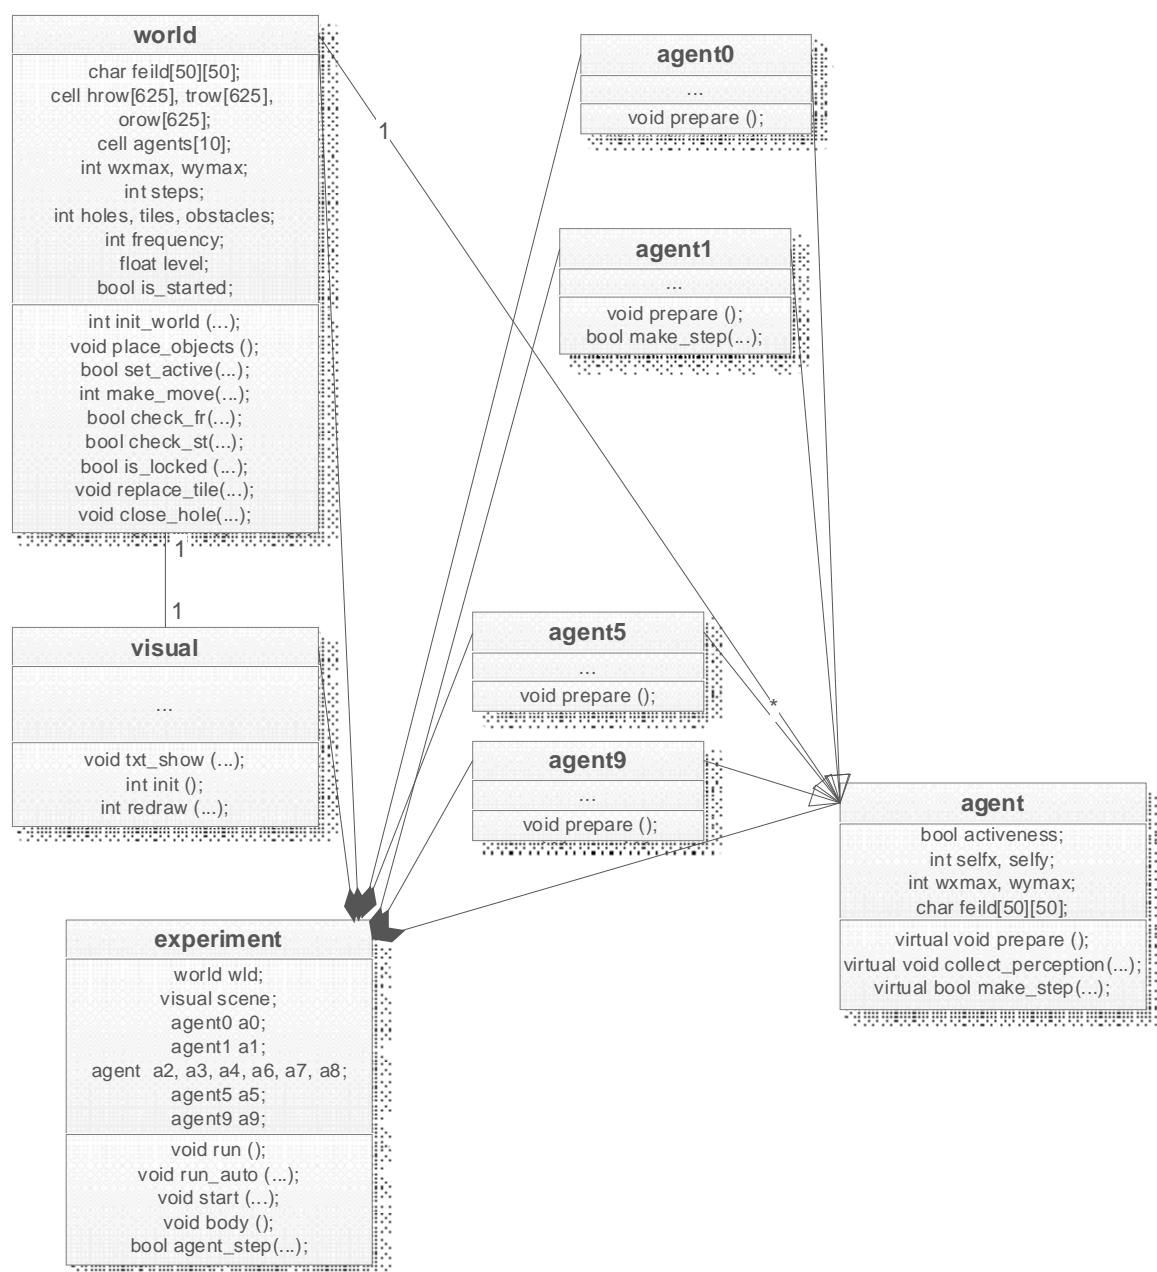 world
char feild[50][50];
cell hrow[625], trow[625],
orow[625];
cell agents[10];
int wxmax, wymax;
int steps;
int holes, tiles, obstacles;
int frequency;
float level;
bool is_started;
int init_world (...);
void place_objects ();
bool set_active(...);
int make_move(...);
bool check_fr(...);
bool check_st(...);
bool is_locked (...);
void replace_tile(...);
void close_hole(...);
1
1
visual
...
void txt_show (...);
int init ();
int redraw (...);
1
*
agent0
...
void prepare ();
agent1
...
void prepare ();
bool make_step(...);
agent5
...
void prepare ();
agent9
...
void prepare ();
agent
bool activeness;
int selfx, selfy;
int wxmax, wymax;
char feild[50][50];
virtual void prepare ();
virtual void collect_perception(...);
virtual bool make_step(...);
experiment
world wld;
visual scene;
agent0 a0;
agent1 a1;
agent  a2, a3, a4, a6, a7, a8;
agent5 a5;
agent9 a9;
void run ();
void run_auto (...);
void start (...);
void body ();
bool agent_step(...);